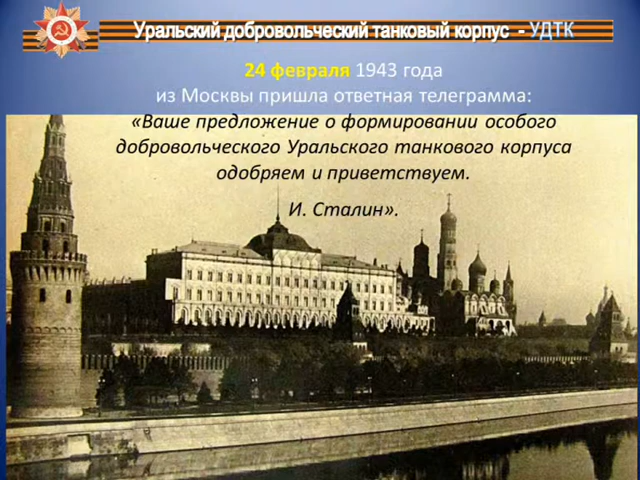 Уральский добровольческий танковый корпус - УДТК
24 февраля 1943 года
из Москвы пришла ответная телеграмма:
«Ваше предложение о формировании особого
добровольческого Уральского танкового корпуса
одобряем и приветствуем.
И. Сталин».